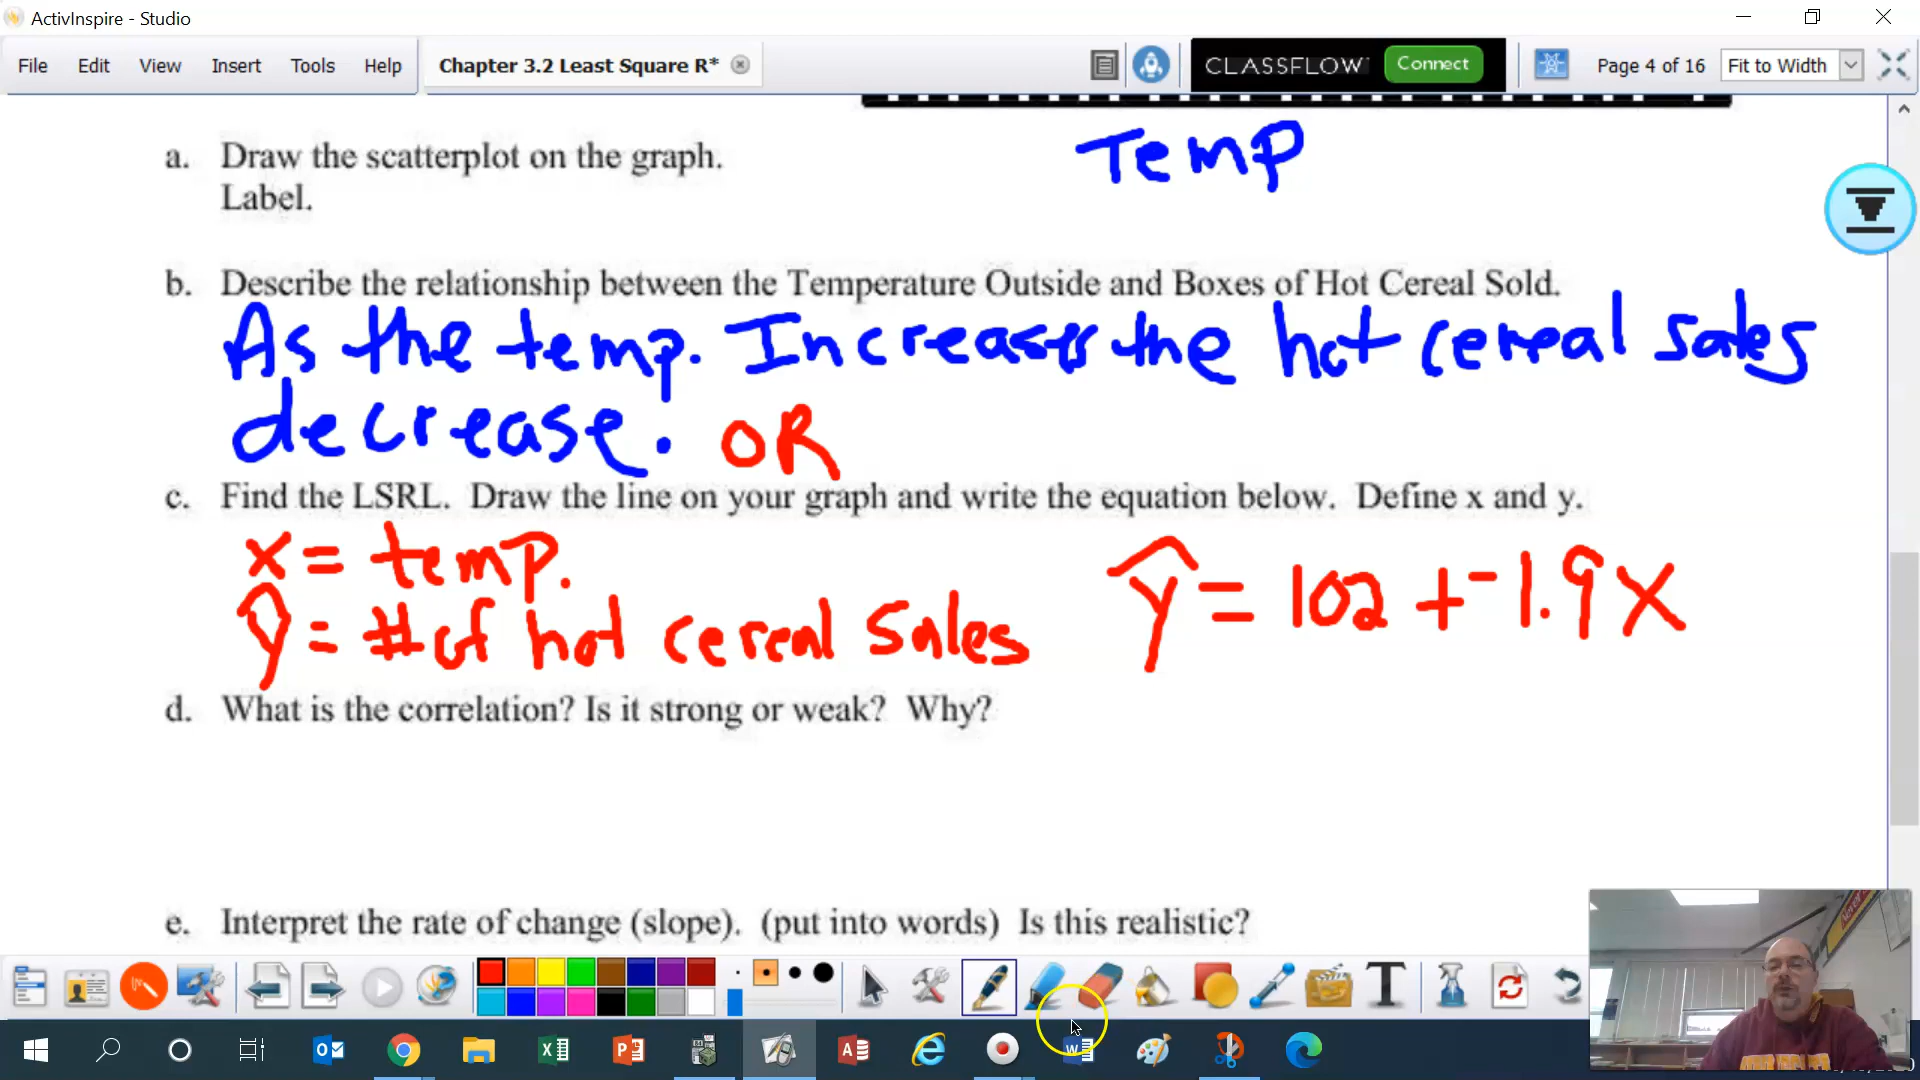 ActivInspire - Studio
File Edit View Insert Tools Help
Chapter 3.2 Least Square R*
CLASSFLOW Connect
Page 4 of 16
Fit to Width
Temp
a. Draw the scatterplot on the graph.
Label.
b. Describe the relationship between the Temperature Outside and Boxes of Hot Cereal Sold.
As the temp. Increases the hot cereal sales
decrease. OR
c. Find the LSRL. Draw the line on your graph and write the equation below. Define x and y.
x = temp.
ŷ = # of hot cereal sales
ŷ = 102 + -1.9x
d. What is the correlation? Is it strong or weak? Why?
e. Interpret the rate of change (slope). (put into words) Is this realistic?